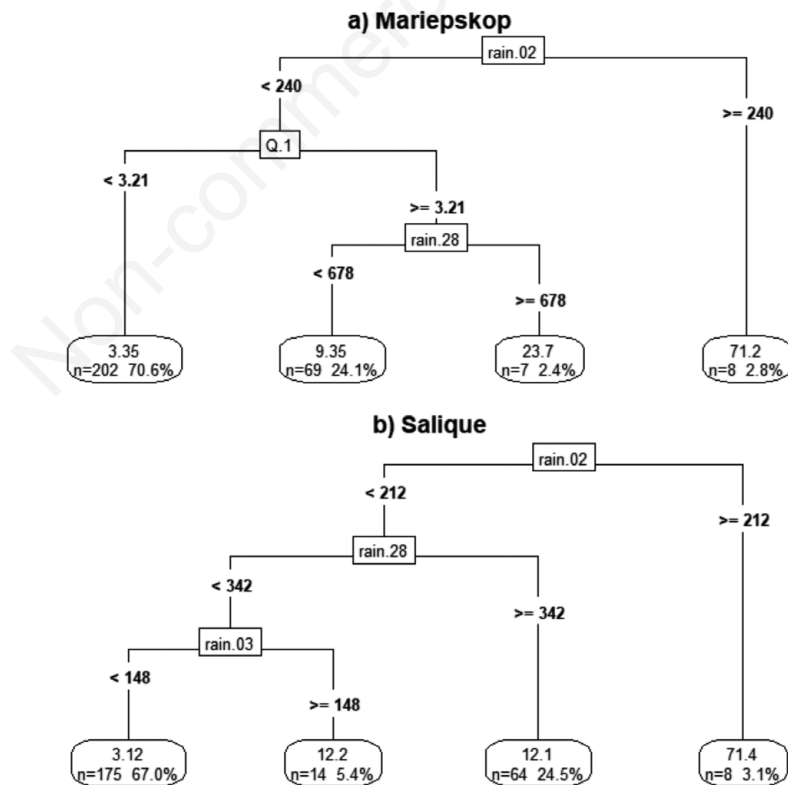 a) Mariepskop
rain.02
< 240
>= 240
Q.1
< 3.21
>= 3.21
rain.28
< 678
>= 678
3.35
n=202 70.6%
9.35
n=69 24.1%
23.7
n=7 2.4%
71.2
n=8 2.8%
b) Salique
rain.02
< 212
>= 212
rain.28
< 342
>= 342
rain.03
< 148
>= 148
3.12
n=175 67.0%
12.2
n=14 5.4%
12.1
n=64 24.5%
71.4
n=8 3.1%
Non-commerc